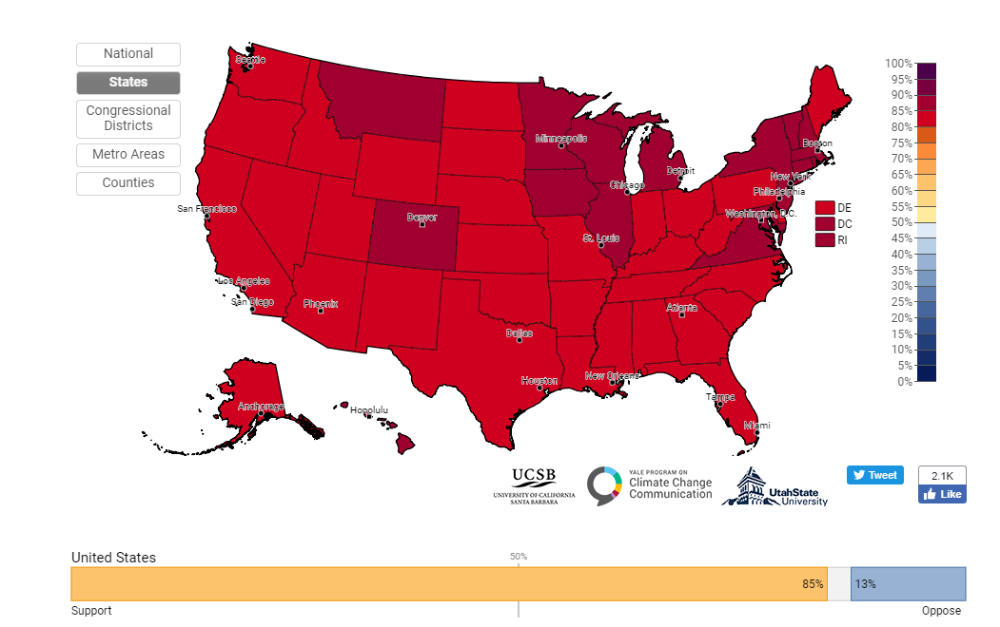 National
States
Congressional
Districts
Metro Areas
Counties
Seattle
Minneapolis
Boston
Detroit
Chicago
New York
Philadelphia
San Francisco
Washington, D.C.
Denver
St. Louis
Los Angeles
San Diego
Phoenix
Atlanta
Dallas
Houston
New Orleans
Tampa
Miami
Anchorage
Honolulu
DE
DC
RI
100%
95%
90%
85%
80%
75%
70%
65%
60%
55%
50%
45%
40%
35%
30%
25%
20%
15%
10%
5%
0%
UCSB
UNIVERSITY OF CALIFORNIA
SANTA BARBARA
YALE PROGRAM ON
Climate Change
Communication
UtahState
University
Tweet
2.1K
Like
United States
50%
85%
13%
Support
Oppose